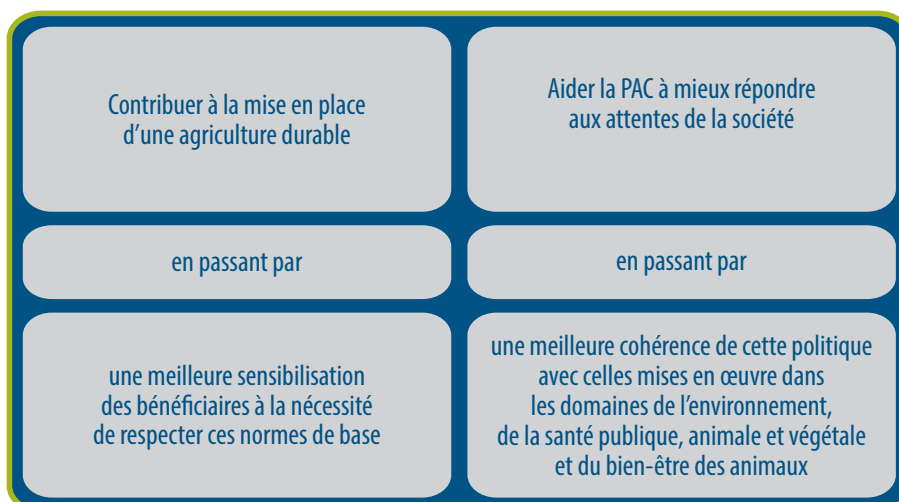 Contribuer à la mise en place
d'une agriculture durable
en passant par
une meilleure sensibilisation
des bénéficiaires à la nécessité
de respecter ces normes de base
Aider la PAC à mieux répondre
aux attentes de la société
en passant par
une meilleure cohérence de cette politique
avec celles mises en œuvre dans
les domaines de l'environnement,
de la santé publique, animale et végétale
et du bien-être des animaux